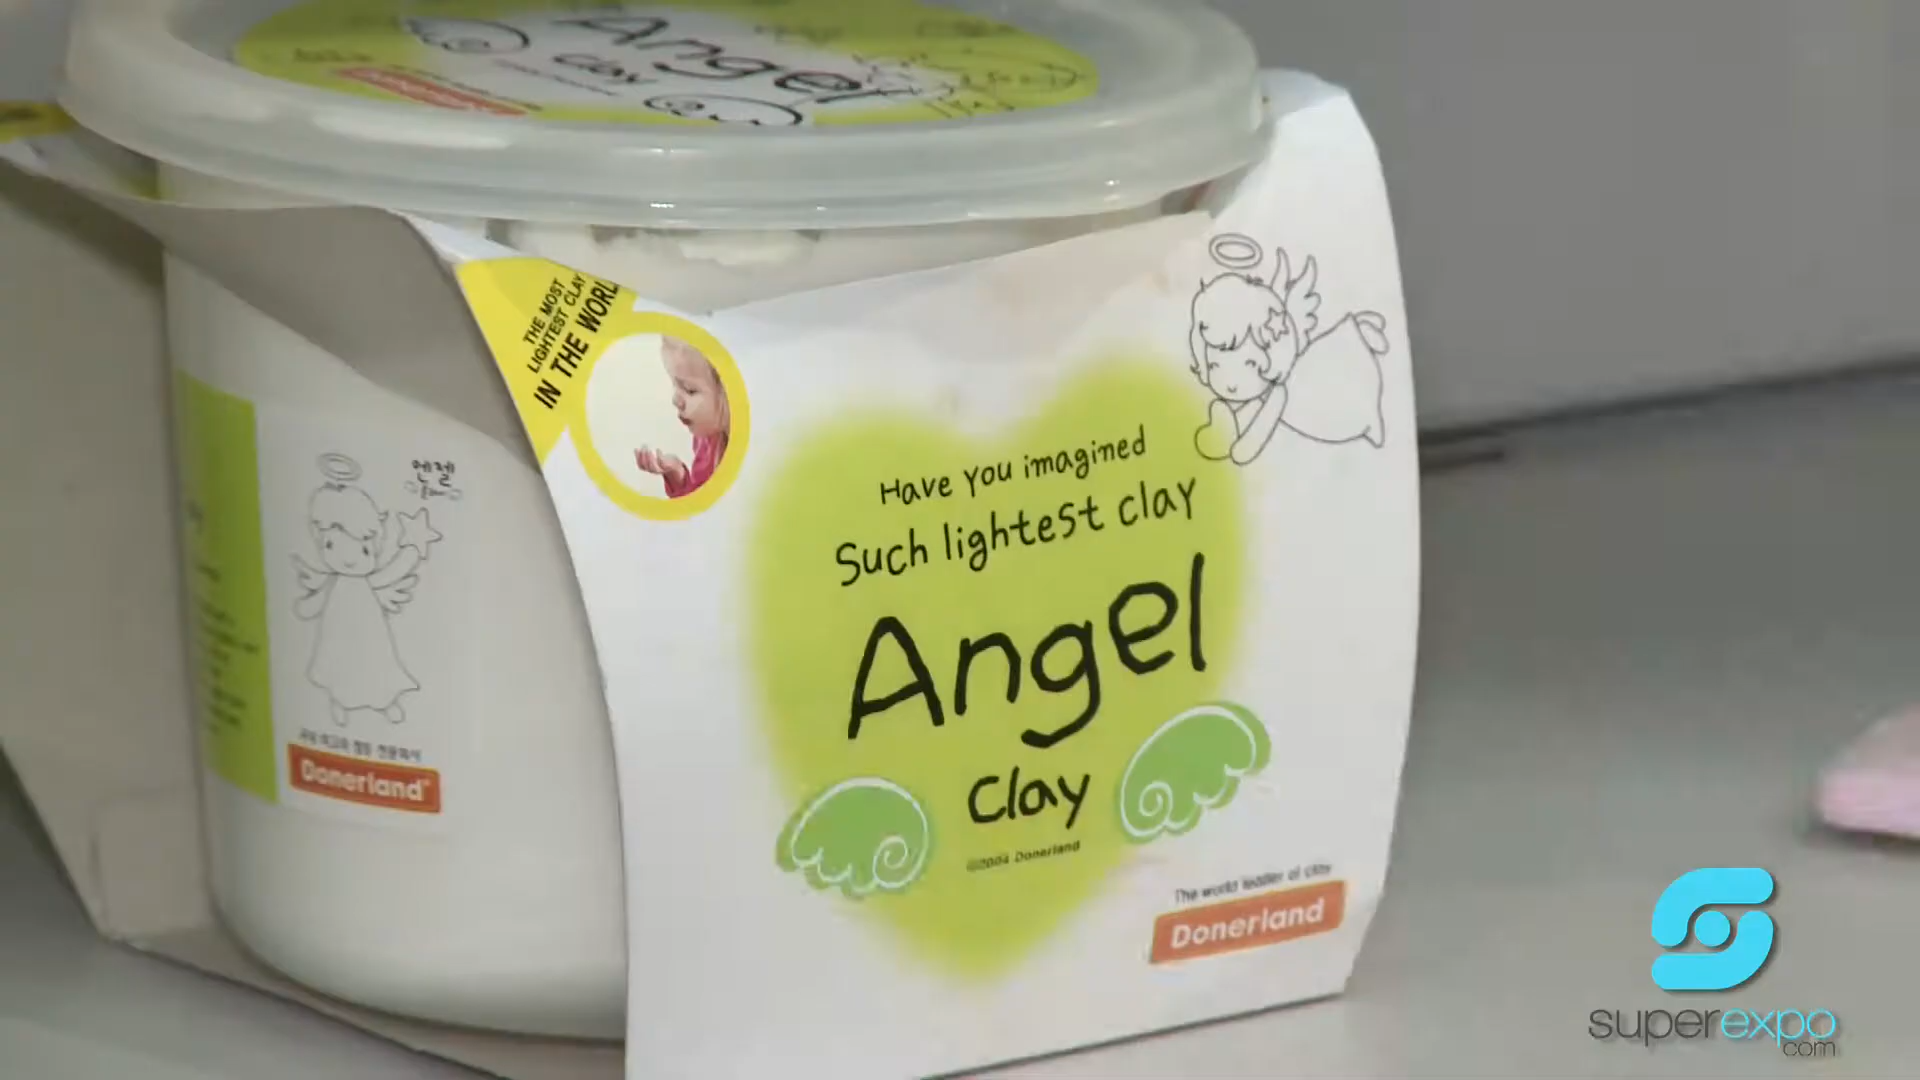 Angel
Clay
THE MOST
LIGHTEST CLAY
IN THE WORL
Have you imagined
Such lightest clay
Angel
Clay
©2004 Donerland
The world leader of clay
Donerland
엔젤
Donerland
superexpo
com